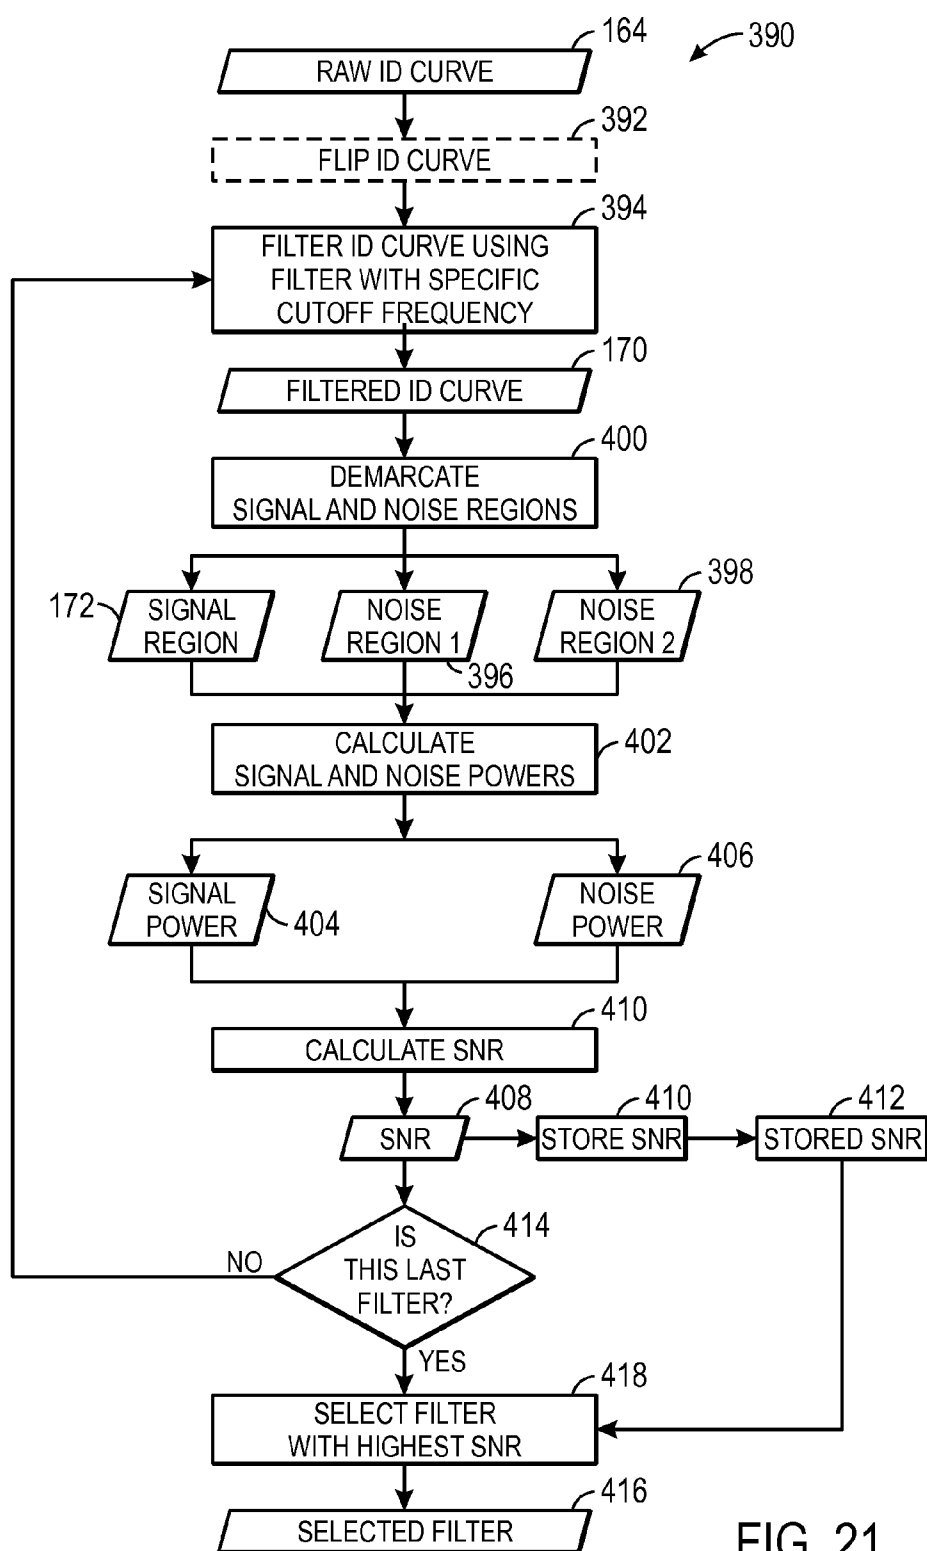 164
390
RAW ID CURVE
392
FLIP ID CURVE
394
FILTER ID CURVE USING
FILTER WITH SPECIFIC
CUTOFF FREQUENCY
170
FILTERED ID CURVE
400
DEMARCATE
SIGNAL AND NOISE REGIONS
172
SIGNAL
REGION
NOISE
REGION 1
396
398
NOISE
REGION 2
CALCULATE
SIGNAL AND NOISE POWERS
402
SIGNAL
POWER
404
406
NOISE
POWER
410
CALCULATE SNR
408
SNR
410
STORE SNR
412
STORED SNR
414
IS
THIS LAST
FILTER?
NO
YES
418
SELECT FILTER
WITH HIGHEST SNR
416
SELECTED FILTER
FIG. 21